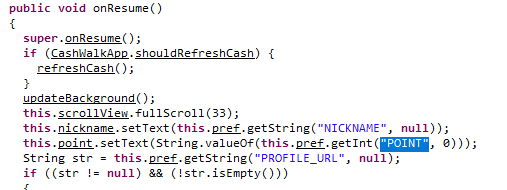 public void onResume()
{
super.onResume();
if (CashWalkApp.shouldRefreshCash) {
refreshCash();
}
updateBackground();
this.scrollView.fullScroll(33);
this.nickname.setText(this.pref.getString("NICKNAME", null));
this.point.setText(String.valueOf(this.pref.getInt("POINT", 0)));
String str = this.pref.getString("PROFILE_URL", null);
if ((str != null) && (!str.isEmpty()))
{